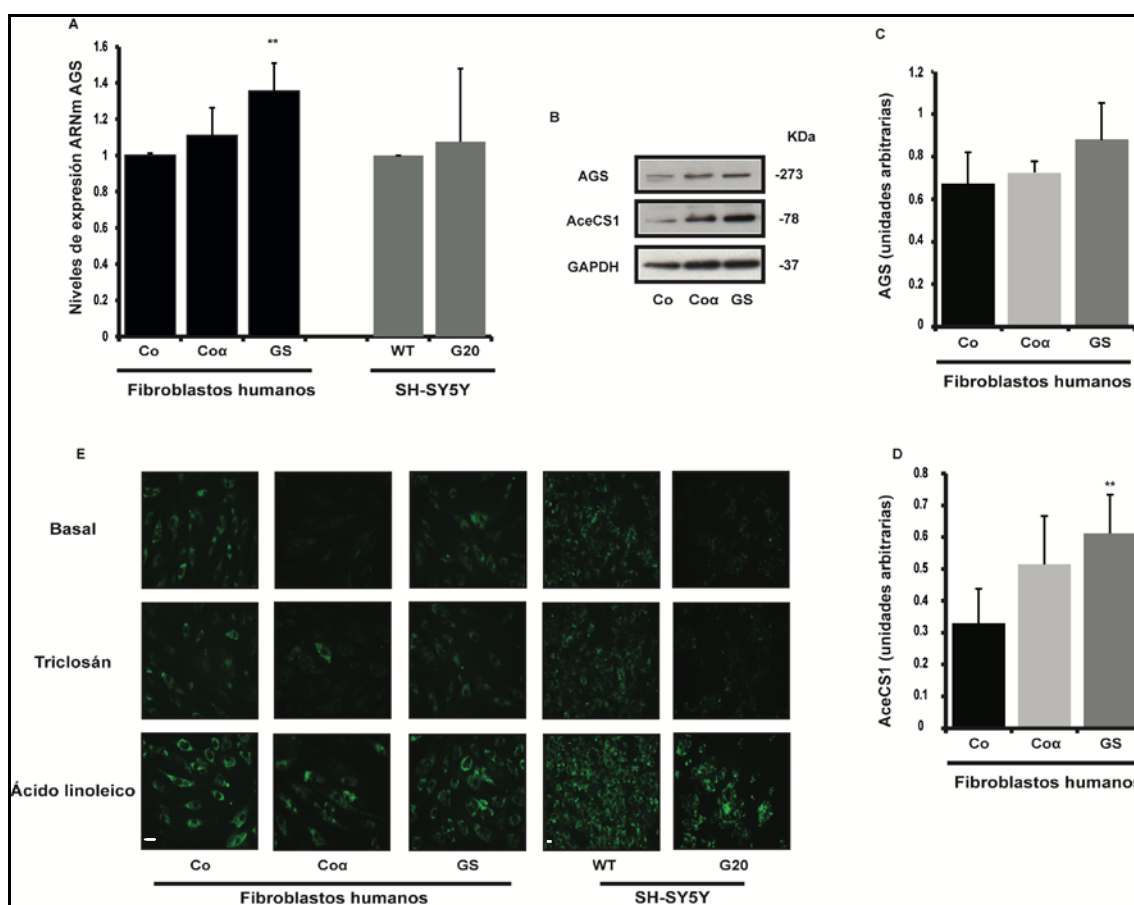 A
Niveles de expresión ARNm AGS
1.6
1.4
1.2
1
0.8
0.6
0.4
0.2
0
**
Co
Coα
GS
WT
G20
Fibroblastos humanos
SH-SY5Y
B
KDa
AGS
-273
AceCS1
-78
GAPDH
-37
Co
Coα
GS
C
AGS (unidades arbitrarias)
1.2
1
0.8
0.6
0.4
0.2
0
Co
Coα
GS
Fibroblastos humanos
D
AceCS1 (unidades arbitrarias)
0.8
0.7
0.6
0.5
0.4
0.3
0.2
0.1
0
**
Co
Coα
GS
Fibroblastos humanos
E
Basal
Triclosán
Ácido linoleico
Co
Coα
GS
WT
G20
Fibroblastos humanos
SH-SY5Y